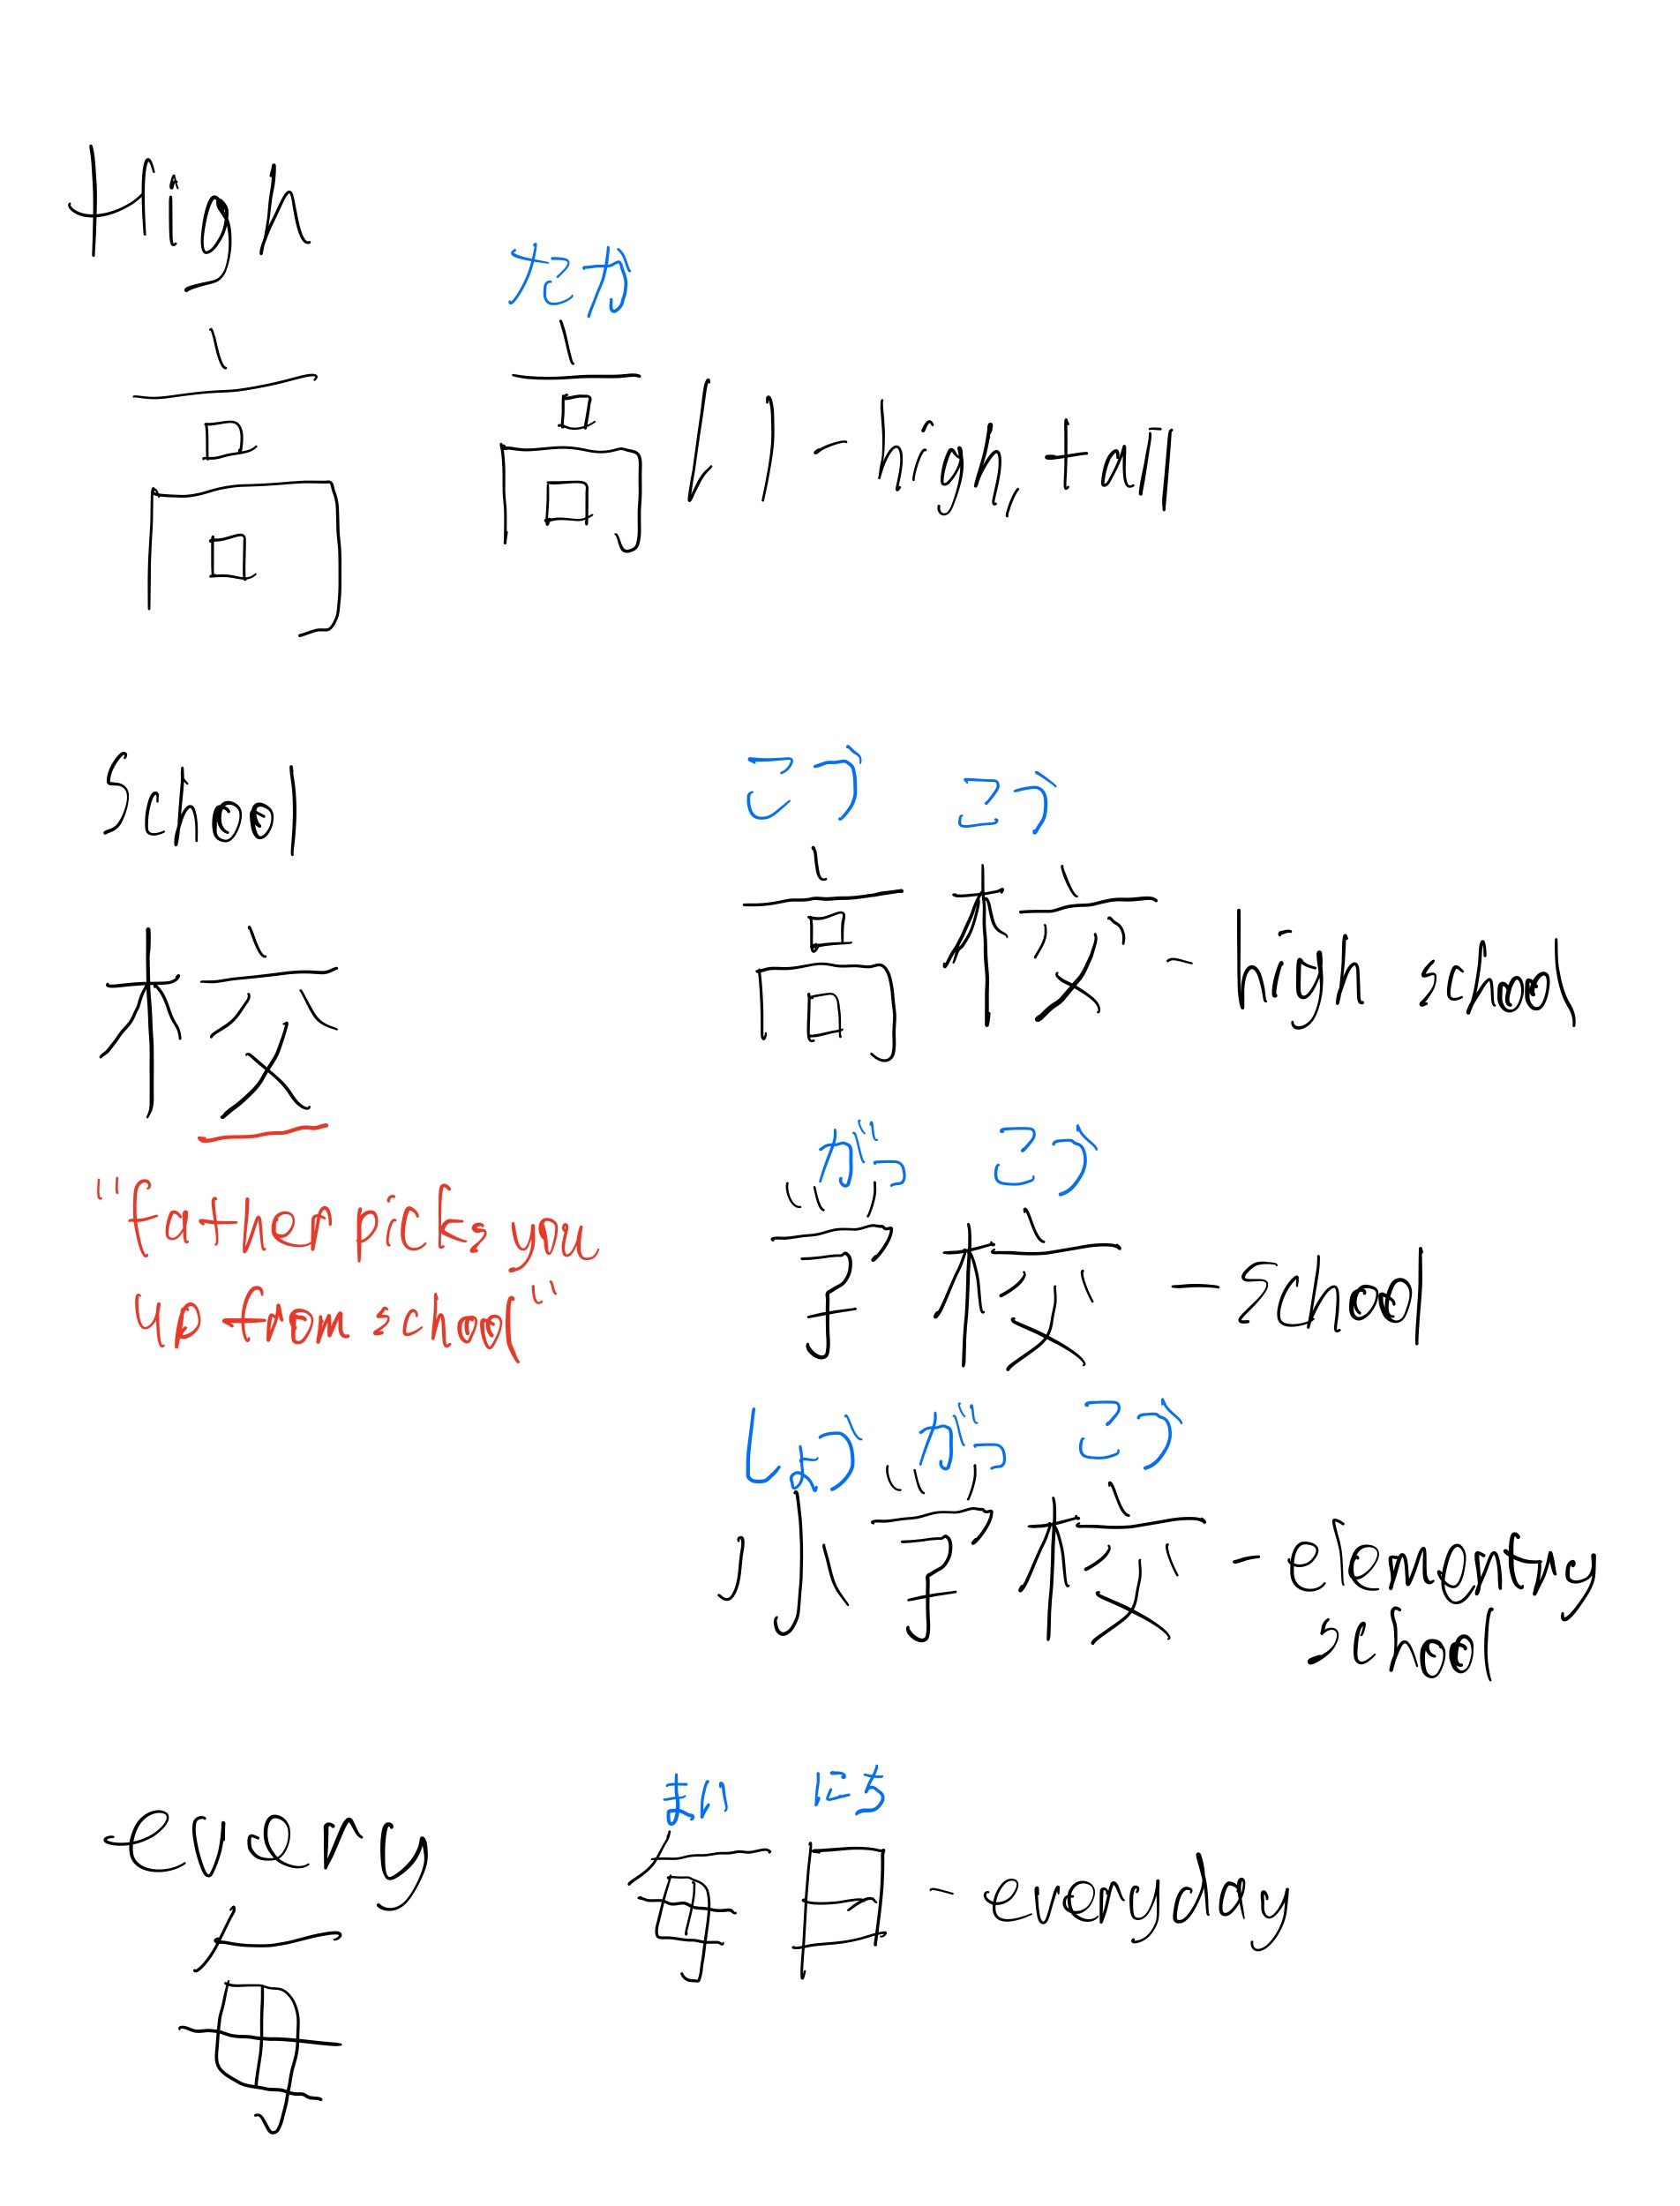 High
高
たか
高い - high, tall
School
校
"father picks you
up from school"
こう こう
高校 - high school
がっ こう
学校 - school
しょう がっ こう
小学校 - elementry
school
every
毎
まい にち
毎日 - everyday